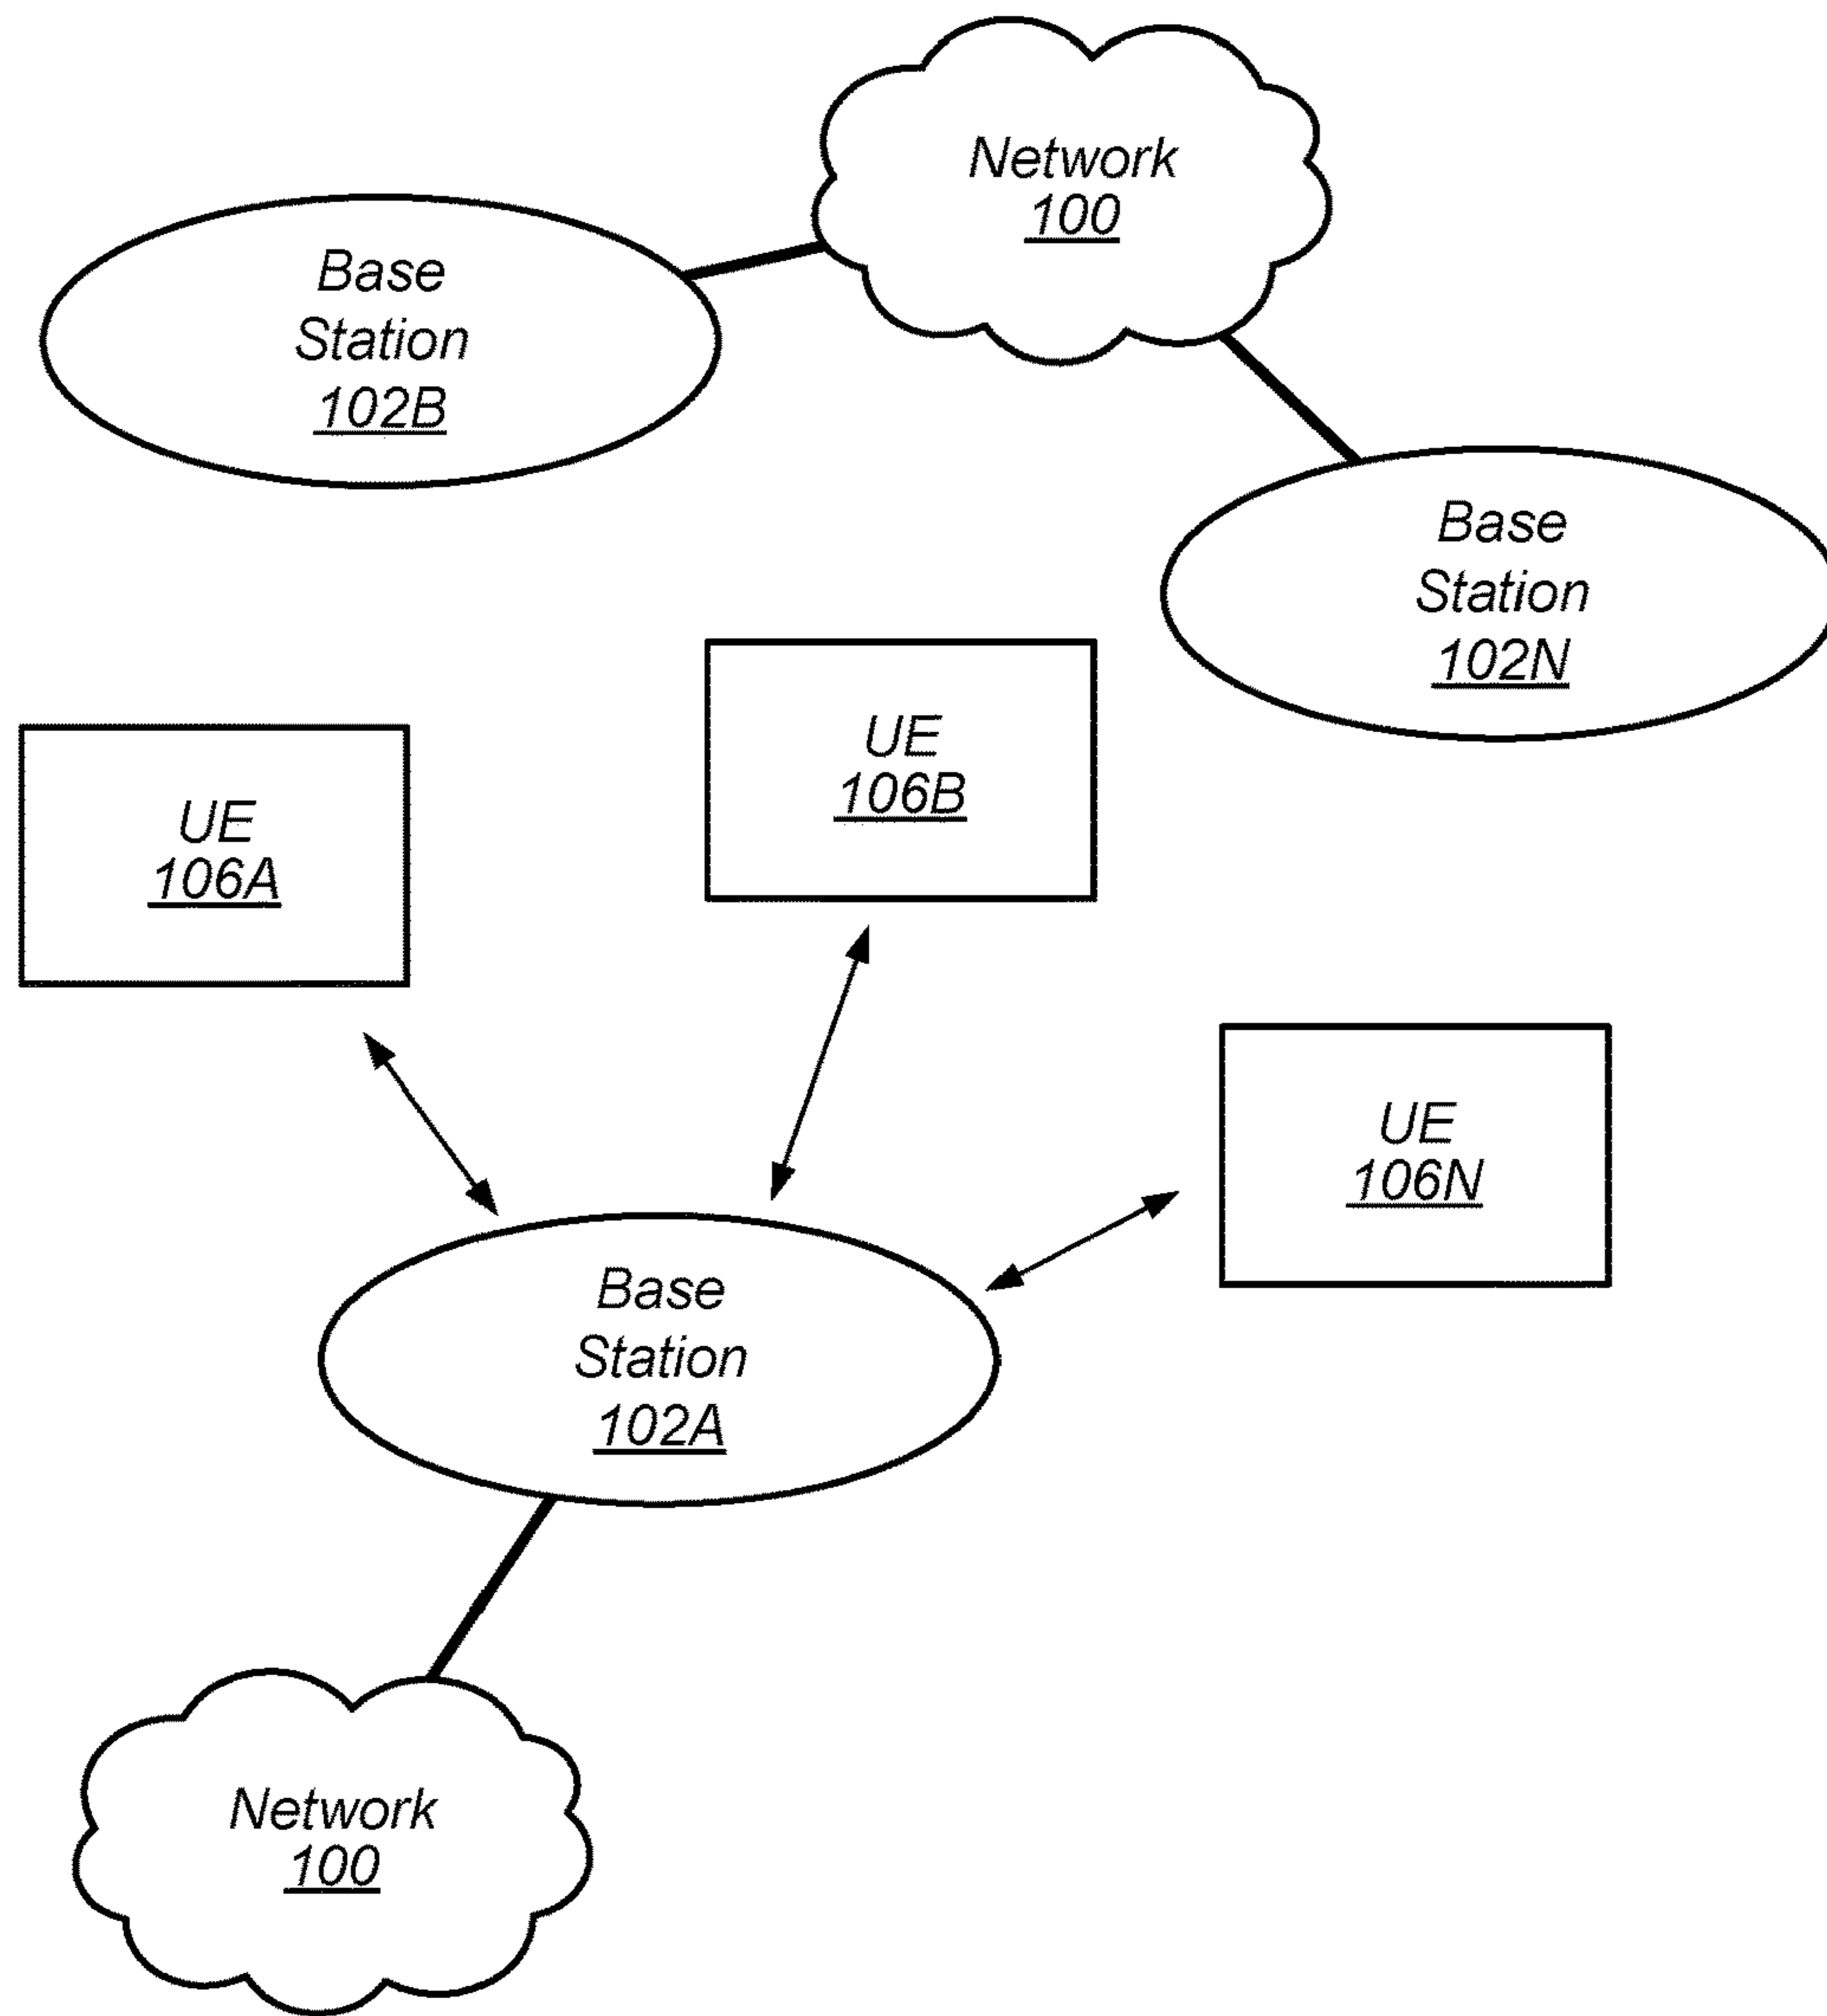 Network
100
Base
Station
102B
Base
Station
102N
UE
106B
UE
106A
UE
106N
Base
Station
102A
Network
100